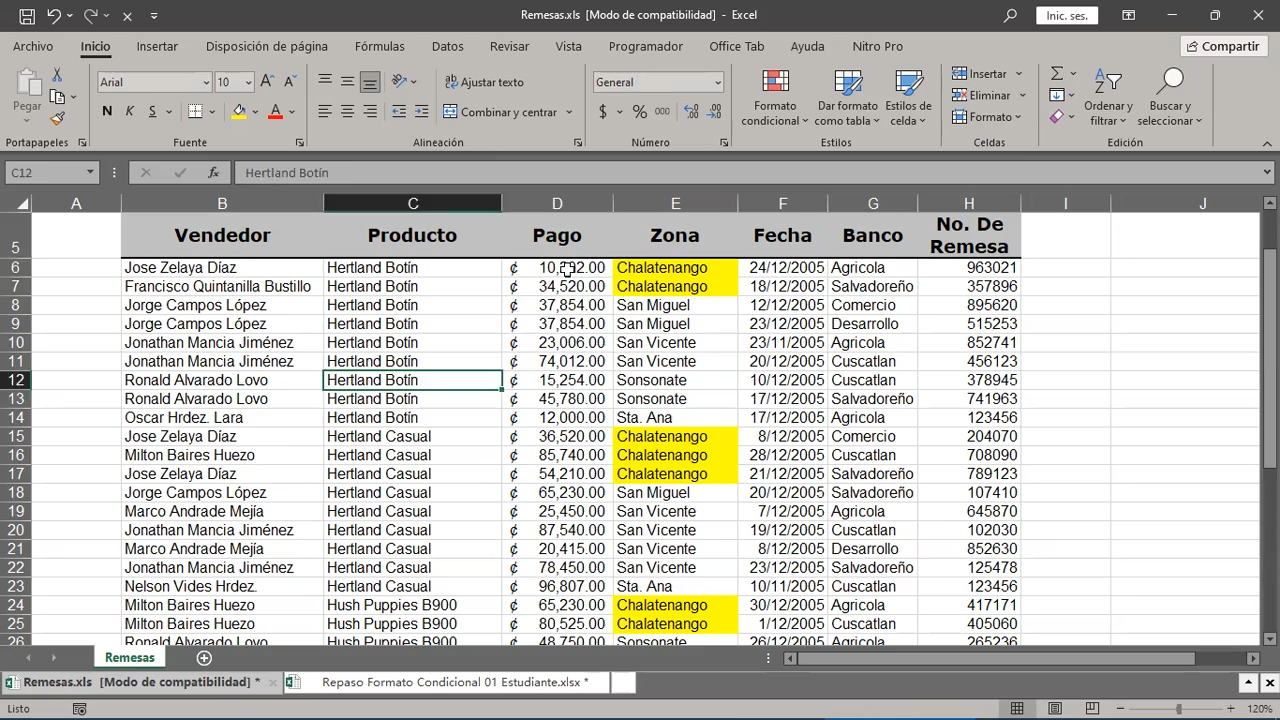 Remesas.xls [Modo de compatibilidad] - Excel
Inic. ses.
Archivo Inicio Insertar Disposición de página Fórmulas Datos Revisar Vista Programador Office Tab Ayuda Nitro Pro Compartir
Pegar
Arial 10
N K S
Ajustar texto
Combinar y centrar
General
$ % 000
Formato condicional
Dar formato como tabla
Estilos de celda
Insertar
Eliminar
Formato
Ordenar y filtrar
Buscar y seleccionar
Portapapeles Fuente Alineación Número Estilos Celdas Edición
C12 fx Hertland Botín
A B C D E F G H I J
5 Vendedor Producto Pago Zona Fecha Banco No. De Remesa
6 Jose Zelaya Díaz Hertland Botín ¢ Chalatenango 24/12/2005 Agricola 963021
7 Francisco Quintanilla Bustillo Hertland Botín ¢ 34,520.00 Chalatenango 18/12/2005 Salvadoreño 357896
8 Jorge Campos López Hertland Botín ¢ 37,854.00 San Miguel 12/12/2005 Comercio 895620
9 Jorge Campos López Hertland Botín ¢ 37,854.00 San Miguel 23/12/2005 Desarrollo 515253
10 Jonathan Mancia Jiménez Hertland Botín ¢ 23,006.00 San Vicente 23/11/2005 Agricola 852741
11 Jonathan Mancia Jiménez Hertland Botín ¢ 74,012.00 San Vicente 20/12/2005 Cuscatlan 456123
12 Ronald Alvarado Lovo Hertland Botín ¢ 15,254.00 Sonsonate 10/12/2005 Cuscatlan 378945
13 Ronald Alvarado Lovo Hertland Botín ¢ 45,780.00 Sonsonate 17/12/2005 Salvadoreño 741963
14 Oscar Hrdez. Lara Hertland Botín ¢ 12,000.00 Sta. Ana 17/12/2005 Agricola 123456
15 Jose Zelaya Díaz Hertland Casual ¢ 36,520.00 Chalatenango 8/12/2005 Comercio 204070
16 Milton Baires Huezo Hertland Casual ¢ 85,740.00 Chalatenango 28/12/2005 Cuscatlan 708090
17 Jose Zelaya Díaz Hertland Casual ¢ 54,210.00 Chalatenango 21/12/2005 Salvadoreño 789123
18 Jorge Campos López Hertland Casual ¢ 65,230.00 San Miguel 20/12/2005 Salvadoreño 107410
19 Marco Andrade Mejía Hertland Casual ¢ 25,450.00 San Vicente 7/12/2005 Agricola 645870
20 Jonathan Mancia Jiménez Hertland Casual ¢ 87,540.00 San Vicente 19/12/2005 Cuscatlan 102030
21 Marco Andrade Mejía Hertland Casual ¢ 20,415.00 San Vicente 8/12/2005 Desarrollo 852630
22 Jonathan Mancia Jiménez Hertland Casual ¢ 78,450.00 San Vicente 23/12/2005 Salvadoreño 125478
23 Nelson Vides Hrdez. Hertland Casual ¢ 96,807.00 Sta. Ana 10/11/2005 Cuscatlan 123456
24 Milton Baires Huezo Hush Puppies B900 ¢ 65,230.00 Chalatenango 30/12/2005 Agricola 417171
25 Milton Baires Huezo Hush Puppies B900 ¢ 80,525.00 Chalatenango 1/12/2005 Cuscatlan 405060
26 Ronald Alvarado Lovo Hush Puppies B900 ¢ 48,750.00 Sonsonate 26/12/2005 Agricola 265236
Remesas
Remesas.xls [Modo de compatibilidad] * Repaso Formato Condicional 01 Estudiante.xlsx *
Listo 120%